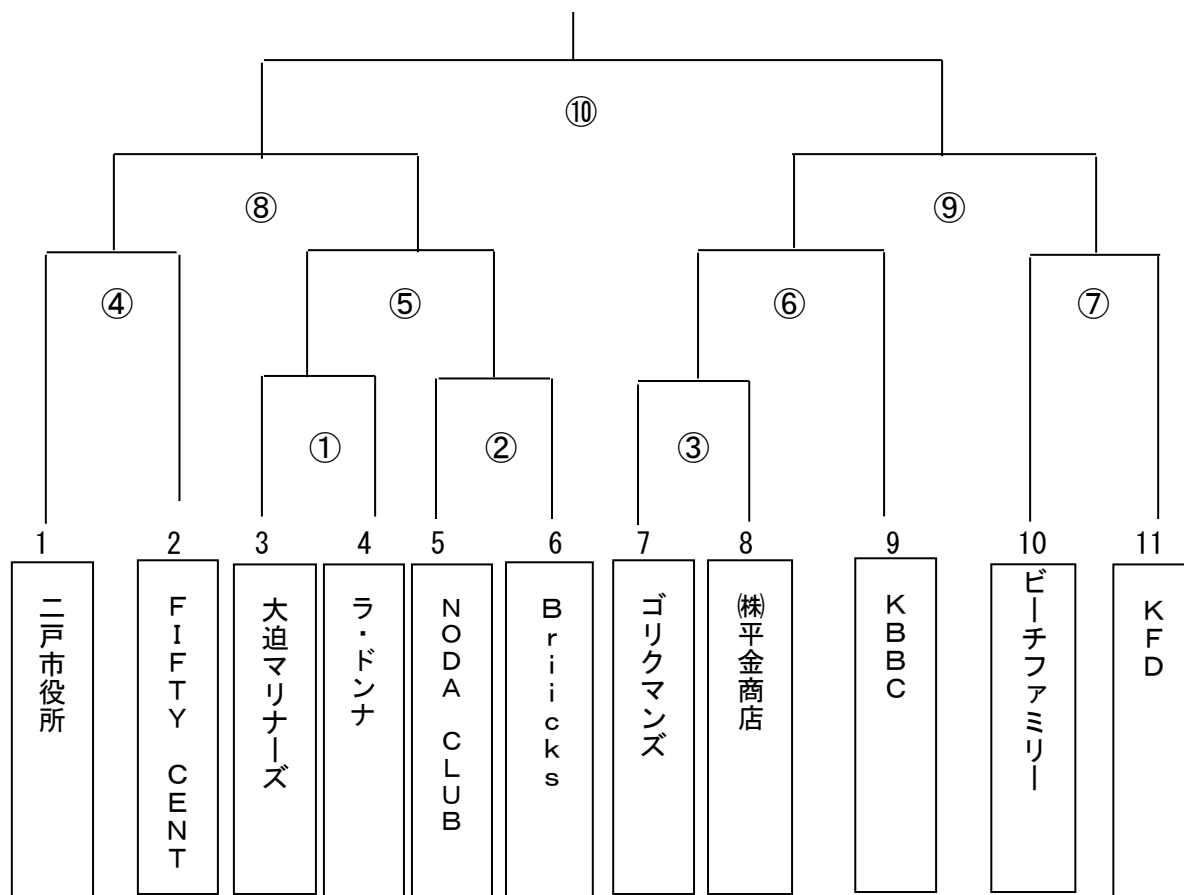 ⑩
⑧
⑨
④
⑤
⑥
⑦
①
②
③
1
2
3
4
5
6
7
8
9
10
11
二戸市役所
FIFTY CENT
大迫マリナーズ
ラ・ドンナ
NODA CLUB
Briicks
ゴリクマンズ
㈱平金商店
KBBC
ビーチファミリー
KFD